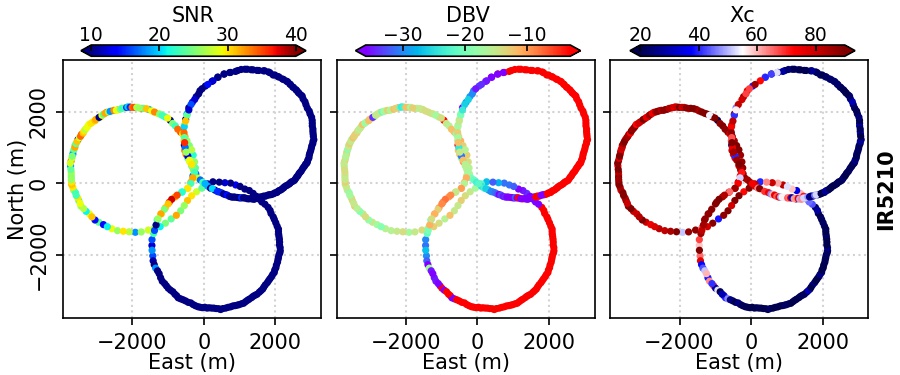 SNR DBV Xc
10 20 30 40 −30 −20 −10 20 40 60 80
2000
0
−2000
North (m)
IR5210
−2000 0 2000 −2000 0 2000 −2000 0 2000
East (m) East (m) East (m)